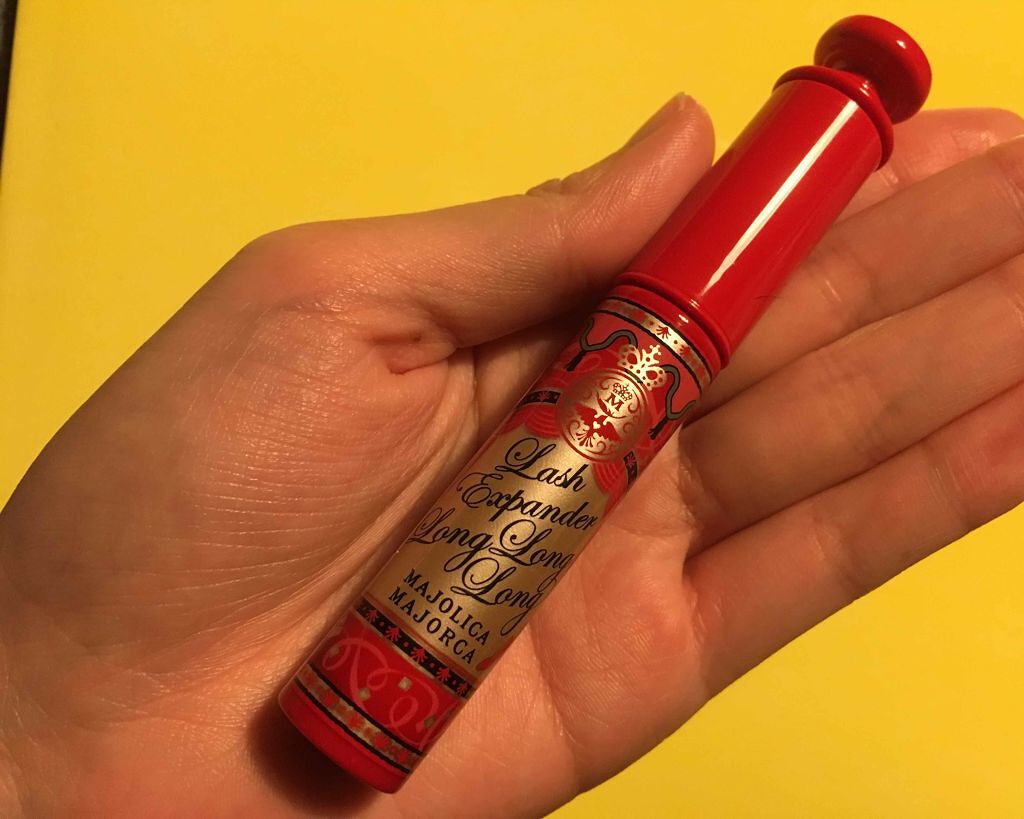 M
Lash
Expander
Long Long
Long
MAJOLICA
MAJORCA